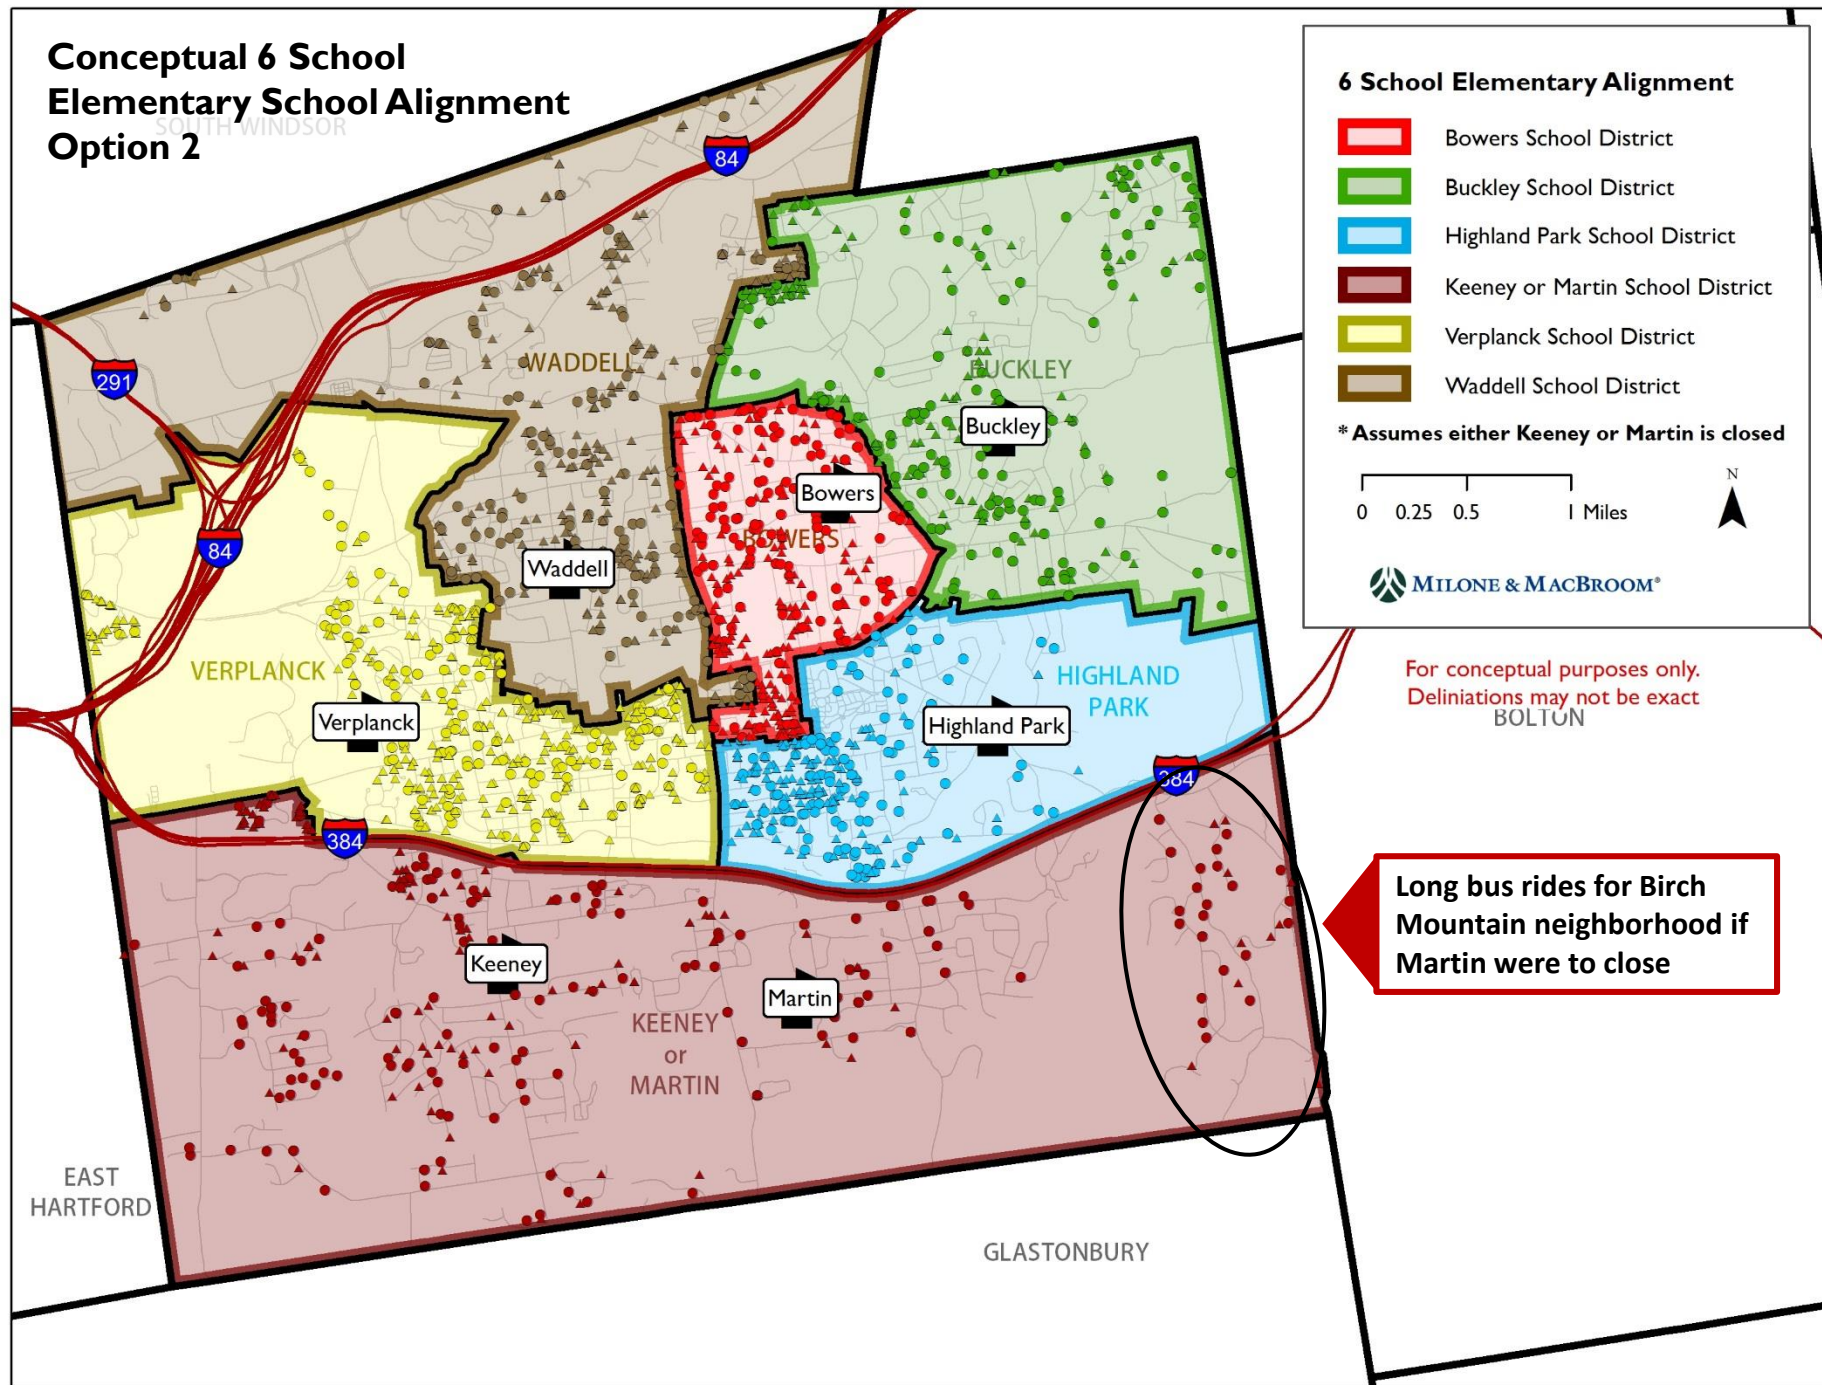 Conceptual 6 School
Elementary School Alignment
Option 2
SOUTH WINDSOR
84
291
84
384
384
WADDELL
BUCKLEY
Buckley
Bowers
BOWERS
Waddell
VERPLANCK
Verplanck
HIGHLAND
PARK
Highland Park
Keeney
Martin
KEENEY
or
MARTIN
EAST
HARTFORD
GLASTONBURY
BOLTON
6 School Elementary Alignment
Bowers School District
Buckley School District
Highland Park School District
Keeney or Martin School District
Verplanck School District
Waddell School District
* Assumes either Keeney or Martin is closed
0 0.25 0.5 1 Miles
N
MILONE & MACBROOM®
For conceptual purposes only.
Deliniations may not be exact
Long bus rides for Birch
Mountain neighborhood if
Martin were to close